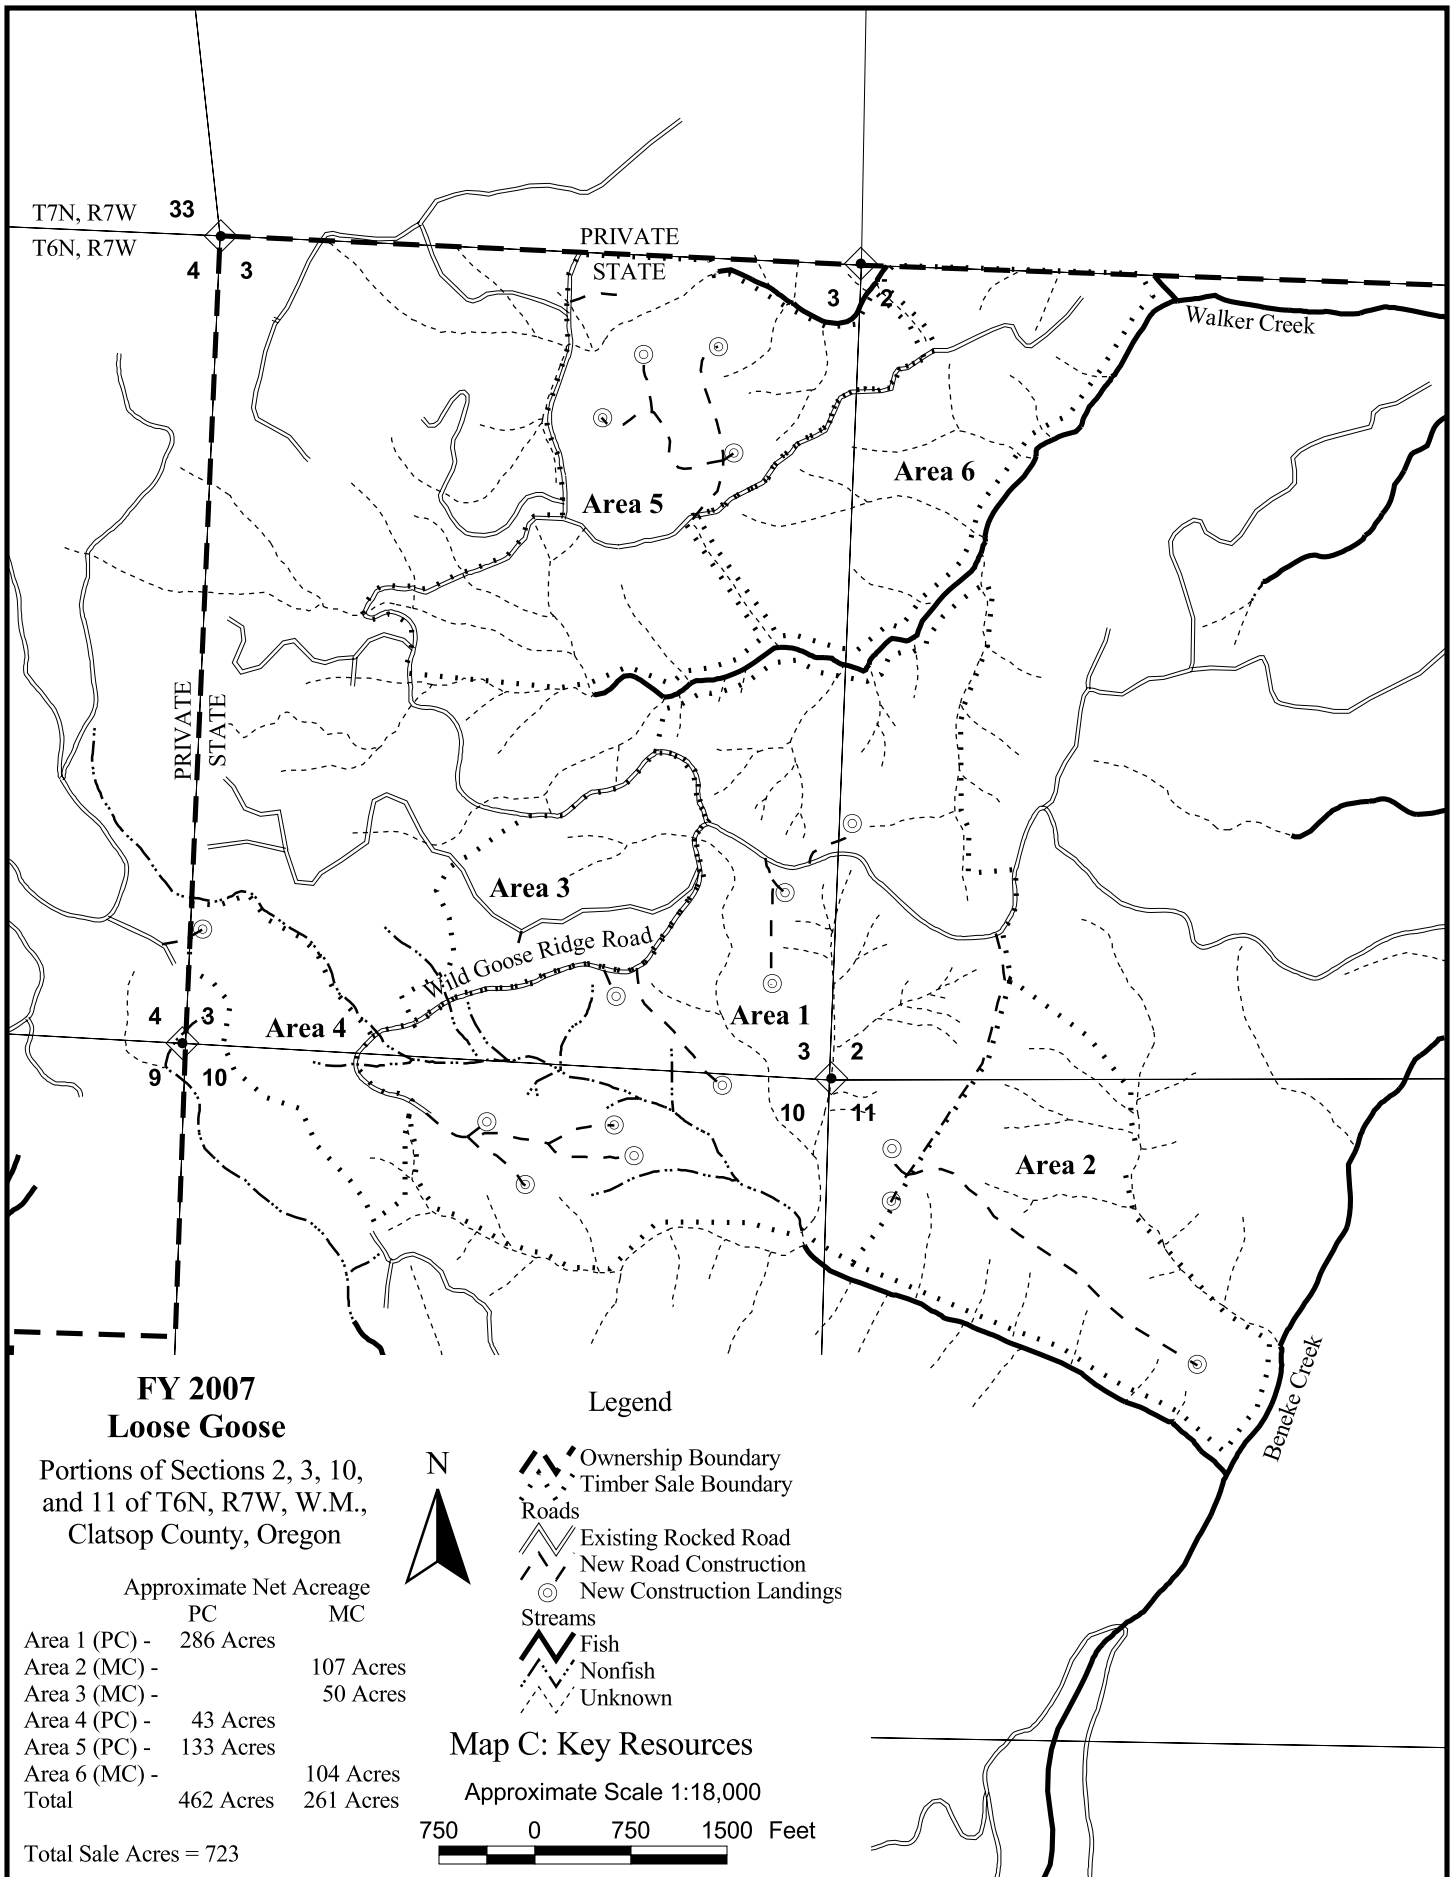 T7N, R7W 33
T6N, R7W
4 3
PRIVATE
STATE
3 2
Walker Creek
Area 6
Area 5
PRIVATE
STATE
Area 3
Wild Goose Ridge Road
4 3
Area 4
Area 1
3 2
9 10
10 11
Area 2
Beneke Creek
FY 2007
Loose Goose
Portions of Sections 2, 3, 10,
and 11 of T6N, R7W, W.M.,
Clatsop County, Oregon
Approximate Net Acreage
PC MC
Area 1 (PC) - 286 Acres
Area 2 (MC) - 107 Acres
Area 3 (MC) - 50 Acres
Area 4 (PC) - 43 Acres
Area 5 (PC) - 133 Acres
Area 6 (MC) - 104 Acres
Total 462 Acres 261 Acres
Total Sale Acres = 723
N
Legend
Ownership Boundary
Timber Sale Boundary
Roads
Existing Rocked Road
New Road Construction
New Construction Landings
Streams
Fish
Nonfish
Unknown
Map C: Key Resources
Approximate Scale 1:18,000
750 0 750 1500 Feet